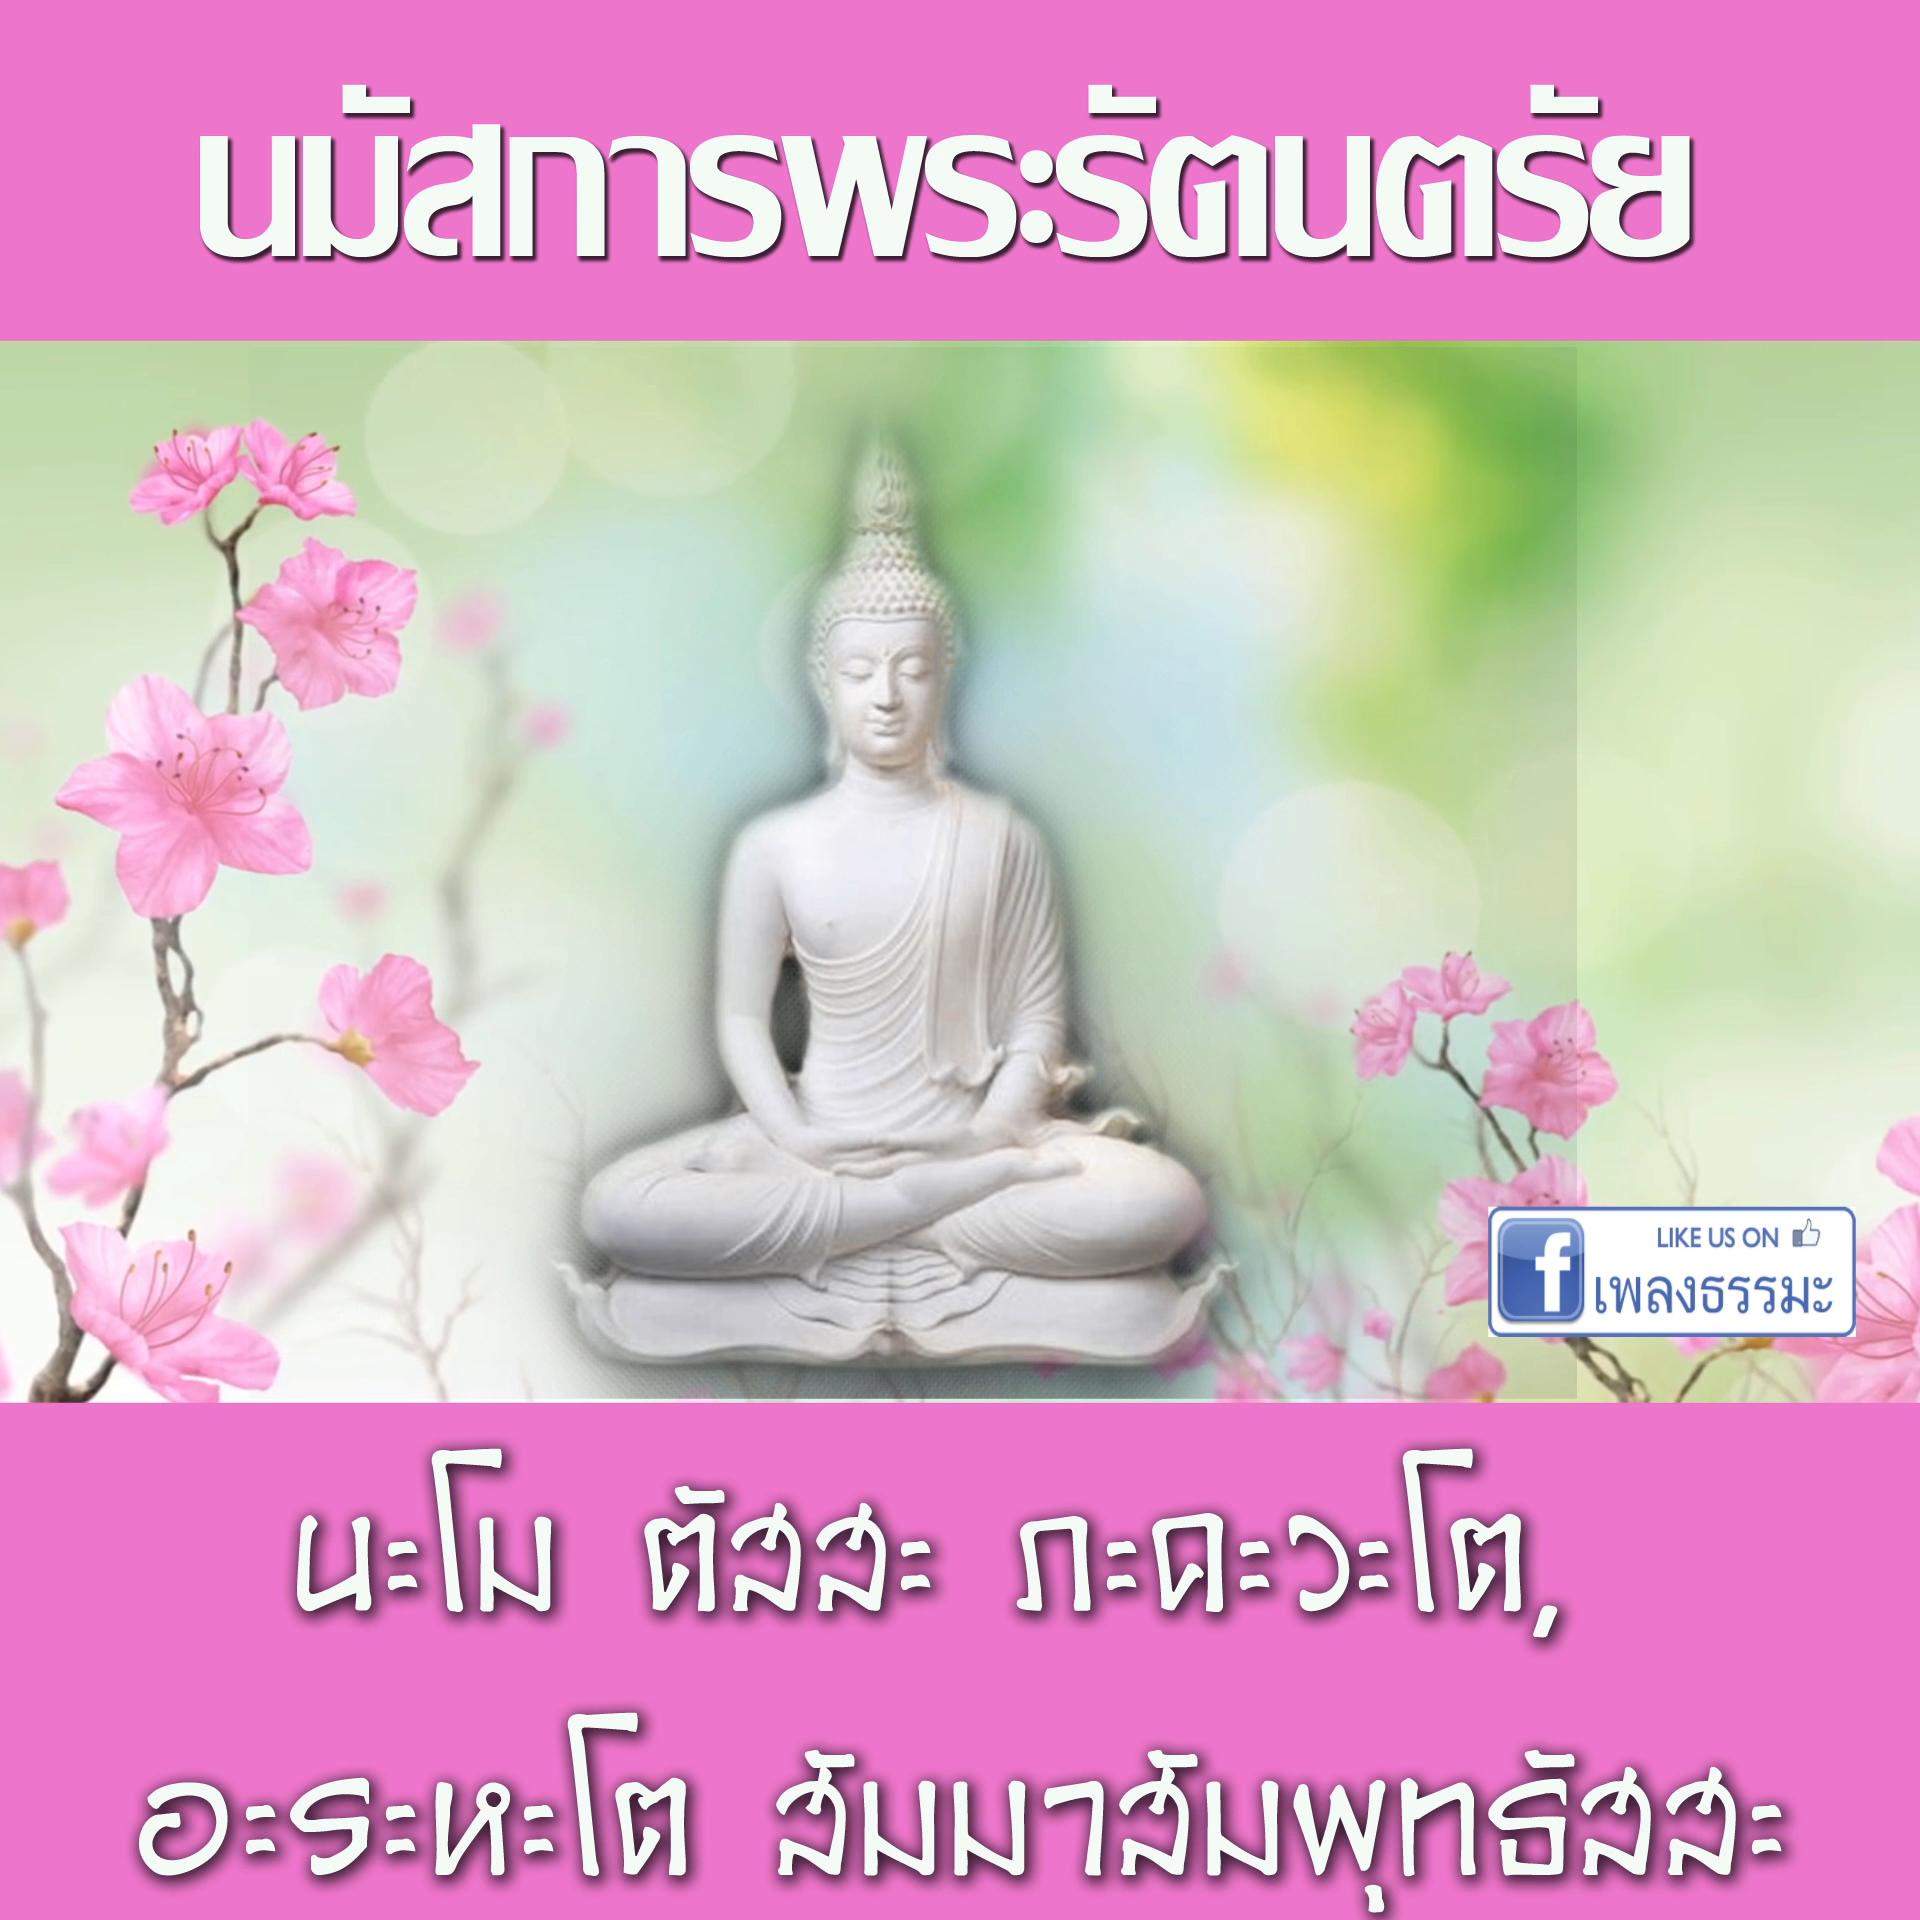 นมัสการพระรัตนตรัย
LIKE US ON
f
เพลงธรรมะ
นะโม ตัสสะ ภะคะวะโต,
อะระหะโต สัมมาสัมพุทธัสสะ